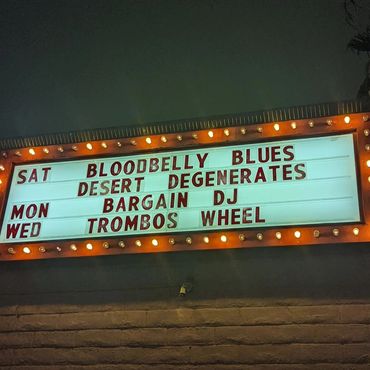 SAT BLOODBELLY BLUES
DESERT DEGENERATES
MON BARGAIN DJ
WED TROMBOS WHEEL